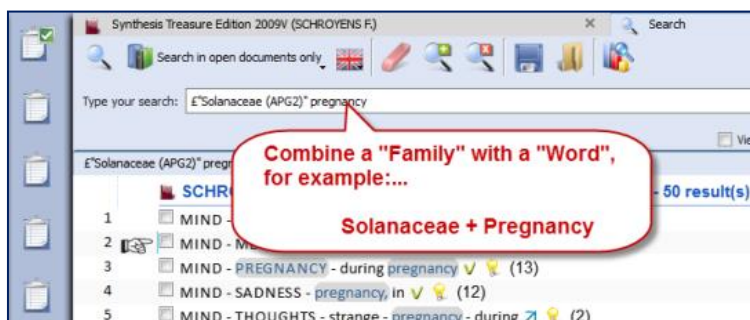 Synthesis Treasure Edition 2009V (SCHROYENS F.) Search
Search in open documents only
Type your search: £"Solanaceae (APG2)" pregnancy
Combine a "Family" with a "Word",
for example:...
Solanaceae + Pregnancy
£"Solanaceae (APG2)" - 50 result(s)
1 MIND -
2 MIND -
3 MIND - PREGNANCY - during pregnancy (13)
4 MIND - SADNESS - pregnancy, in (12)
5 MIND - THOUGHTS - strange - pregnancy - during (2)